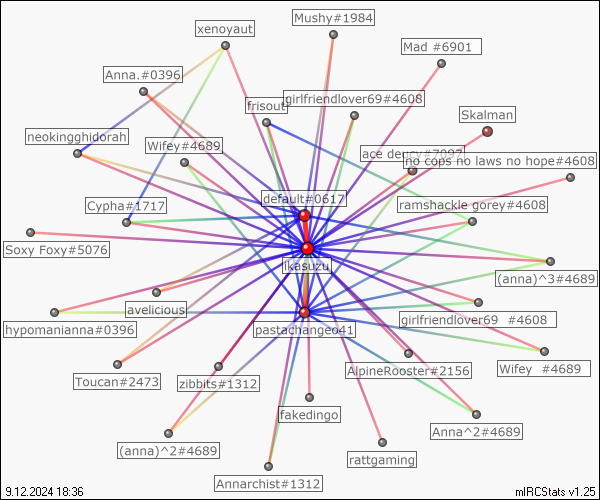 Mushy#1984
xenoyaut
Mad #6901
Anna.#0396
girlfriendlover69#4608
frisout
Skalman
neokingghidorah
Wifey#4689
ace deucy#7097
no cops no laws no hope#4608
default#0617
Cypha#1717
ramshackle gorey#4608
Soxy Foxy#5076
ikasuzu
(anna)^3#4689
avelicious
hypomanianna#0396
pastachangeo41
girlfriendlover69 #4608
Toucan#2473
zibbits#1312
AlpineRooster#2156
Wifey #4689
fakedingo
(anna)^2#4689
Anna^2#4689
rattgaming
Annarchist#1312
9.12.2024 18:36
mIRCStats v1.25